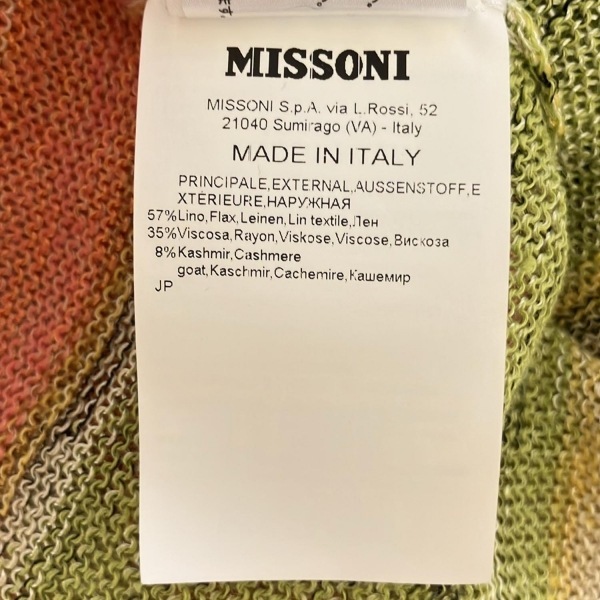 MISSONI
MISSONI S.p.A. via L.Rossi, 52
21040 Sumirago (VA) - Italy
MADE IN ITALY
PRINCIPALE,EXTERNAL,AUSSENSTOFF,E
XTÉRIEURE,НАРУЖНАЯ
57%Lino,Flax,Leinen,Lin textile,Лен
35%Viscosa,Rayon,Viskose,Viscose,Вискоза
8%Kashmir,Cashmere
goat,Kaschmir,Cachemire,Кашемир
JP